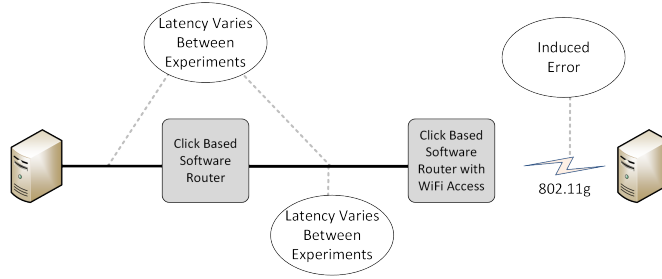 Latency Varies
Between
Experiments
Induced
Error
Click Based
Software
Router
Click Based
Software
Router with
WiFi Access
802.11g
Latency Varies
Between
Experiments